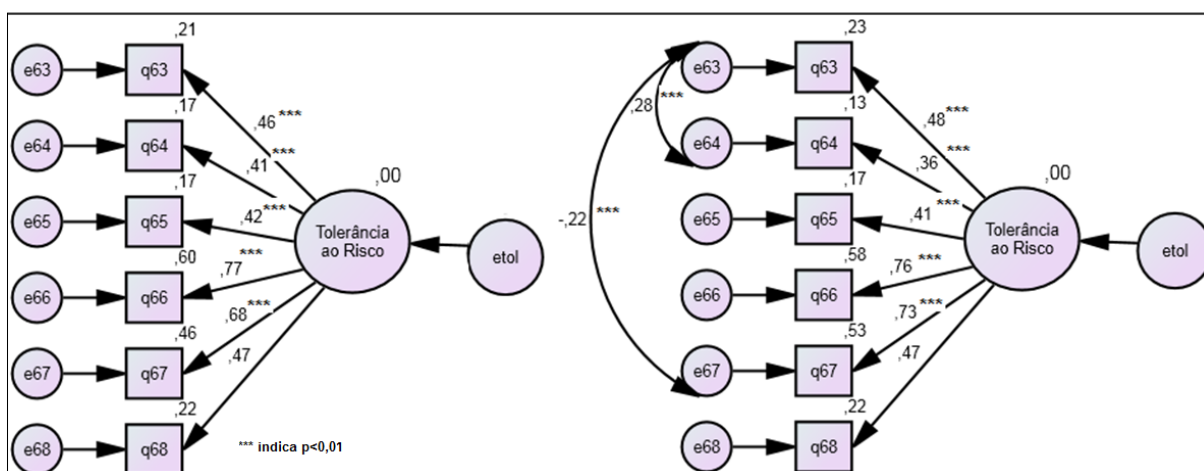 ,21
e63 q63
,46 ***
,17
e64 q64
,41 ***
,17
e65 q65
,42 ***
,60
e66 q66
,77 ***
,46
e67 q67
,68 ***
,22
e68 q68
,47
,00
Tolerância
ao Risco
etol
*** indica p<0,01
,23
e63 q63
,48 ***
,28 ***
,13
e64 q64
,36 ***
,17
e65 q65
,41 ***
-,22 ***
,58
e66 q66
,76 ***
,53
e67 q67
,73 ***
,22
e68 q68
,47
,00
Tolerância
ao Risco
etol